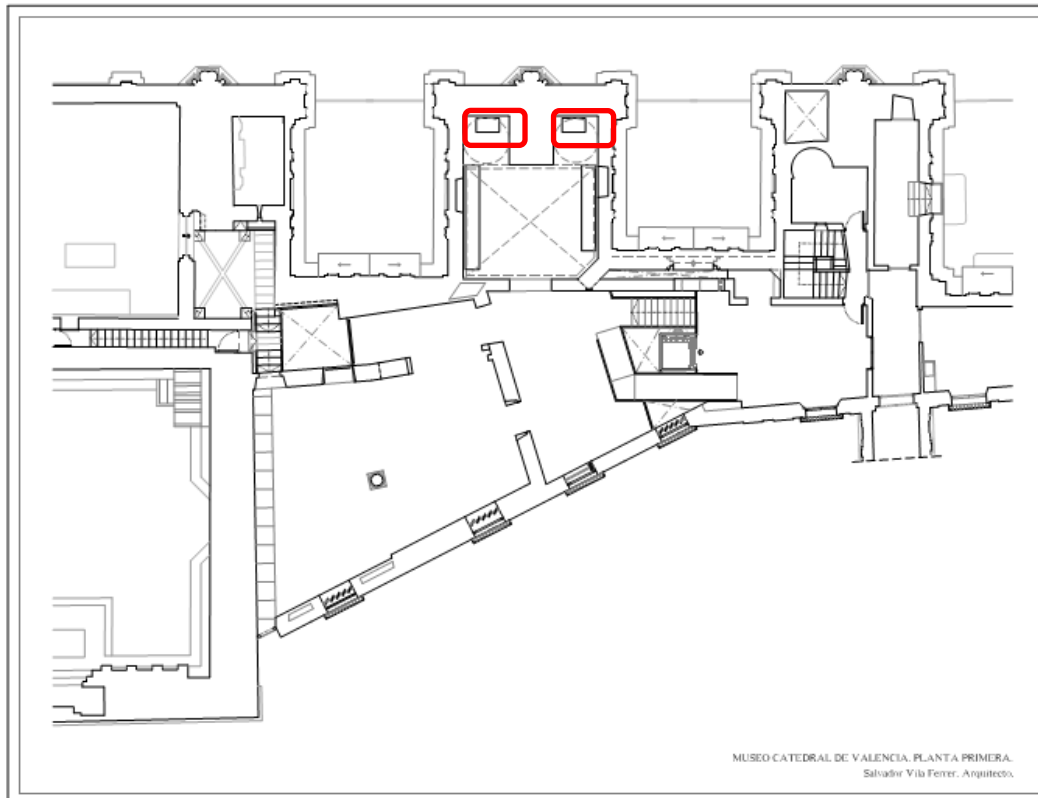 MUSEO CATEDRAL DE VALENCIA. PLANTA PRIMERA.
Salvador Vila Ferrer. Arquitecto.